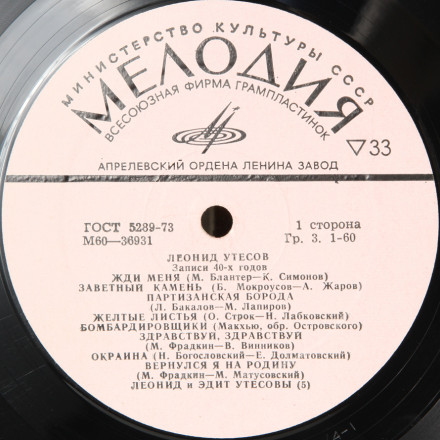 МИНИСТЕРСТВО КУЛЬТУРЫ СССР
МЕЛОДИЯ
ВСЕСОЮЗНАЯ ФИРМА ГРАМПЛАСТИНОК
▽33
АПРЕЛЕВСКИЙ ОРДЕНА ЛЕНИНА ЗАВОД
ГОСТ 5289-73
1 сторона
М60—36931
Гр. 3. 1-60
ЛЕОНИД УТЕСОВ
Записи 40-х годов
ЖДИ МЕНЯ (М. Блантер—К. Симонов)
ЗАВЕТНЫЙ КАМЕНЬ (Б. Мокроусов—А. Жаров)
ПАРТИЗАНСКАЯ БОРОДА
(Л. Бакалов—М. Лапиров)
ЖЕЛТЫЕ ЛИСТЬЯ (О. Строк—Н. Лабковский)
БОМБАРДИРОВЩИКИ (Макхью, обр. Островского)
ЗДРАВСТВУЙ, ЗДРАВСТВУЙ
(М. Фрадкин—В. Винников)
ОКРАИНА (Н. Богословский—Е. Долматовский)
ВЕРНУЛСЯ Я НА РОДИНУ
(М. Фрадкин—М. Матусовский)
ЛЕОНИД и ЭДИТ УТЕСОВЫ (5)